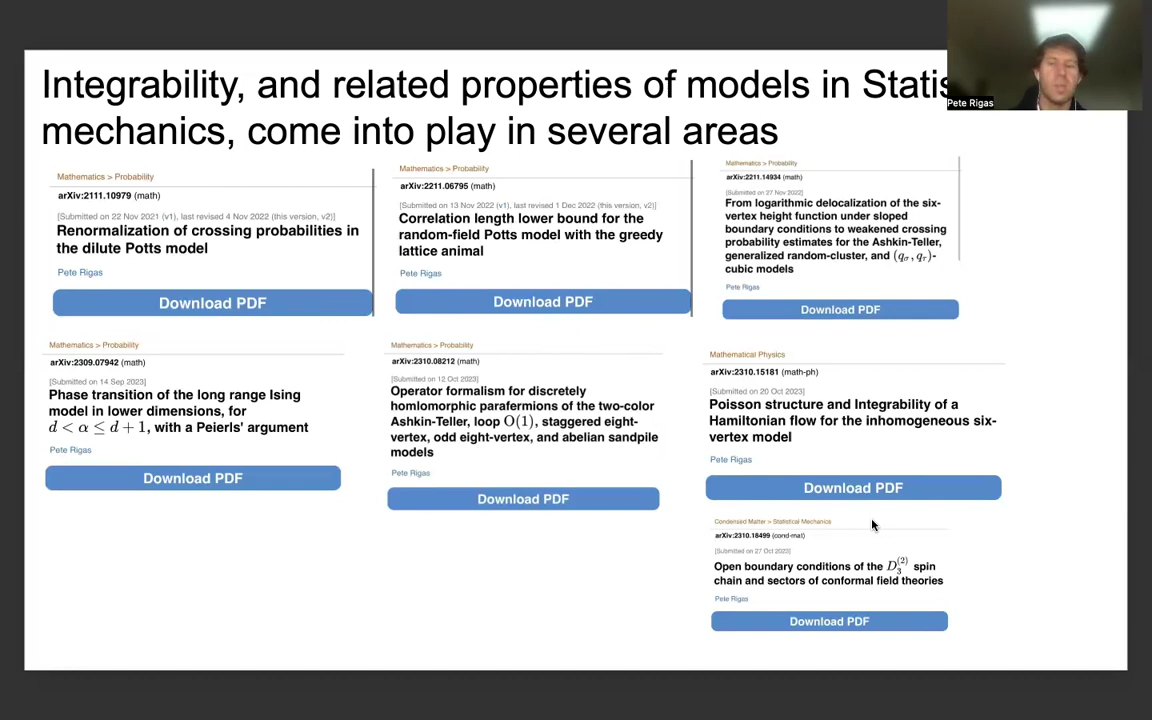 Integrability, and related properties of models in Statis
mechanics, come into play in several areas
Pete Rigas
Mathematics > Probability
arXiv:2111.10979 (math)
[Submitted on 22 Nov 2021 (v1), last revised 4 Nov 2022 (this version, v2)]
Renormalization of crossing probabilities in
the dilute Potts model
Pete Rigas
Download PDF
Mathematics > Probability
arXiv:2211.06795 (math)
[Submitted on 13 Nov 2022 (v1), last revised 1 Dec 2022 (this version, v2)]
Correlation length lower bound for the
random-field Potts model with the greedy
lattice animal
Pete Rigas
Download PDF
Mathematics > Probability
arXiv:2211.14934 (math)
[Submitted on 27 Nov 2022]
From logarithmic delocalization of the six-
vertex height function under sloped
boundary conditions to weakened crossing
probability estimates for the Ashkin-Teller,
generalized random-cluster, and (qσ, qτ)-
cubic models
Pete Rigas
Download PDF
Mathematics > Probability
arXiv:2309.07942 (math)
[Submitted on 14 Sep 2023]
Phase transition of the long range Ising
model in lower dimensions, for
d < α ≤ d + 1, with a Peierls' argument
Pete Rigas
Download PDF
Mathematics > Probability
arXiv:2310.08212 (math)
[Submitted on 12 Oct 2023]
Operator formalism for discretely
homlomorphic parafermions of the two-color
Ashkin-Teller, loop O(1), staggered eight-
vertex, odd eight-vertex, and abelian sandpile
models
Pete Rigas
Download PDF
Mathematical Physics
arXiv:2310.15181 (math-ph)
[Submitted on 20 Oct 2023]
Poisson structure and Integrability of a
Hamiltonian flow for the inhomogeneous six-
vertex model
Pete Rigas
Download PDF
Condensed Matter > Statistical Mechanics
arXiv:2310.18499 (cond-mat)
[Submitted on 27 Oct 2023]
Open boundary conditions of the D₃⁽²⁾ spin
chain and sectors of conformal field theories
Pete Rigas
Download PDF